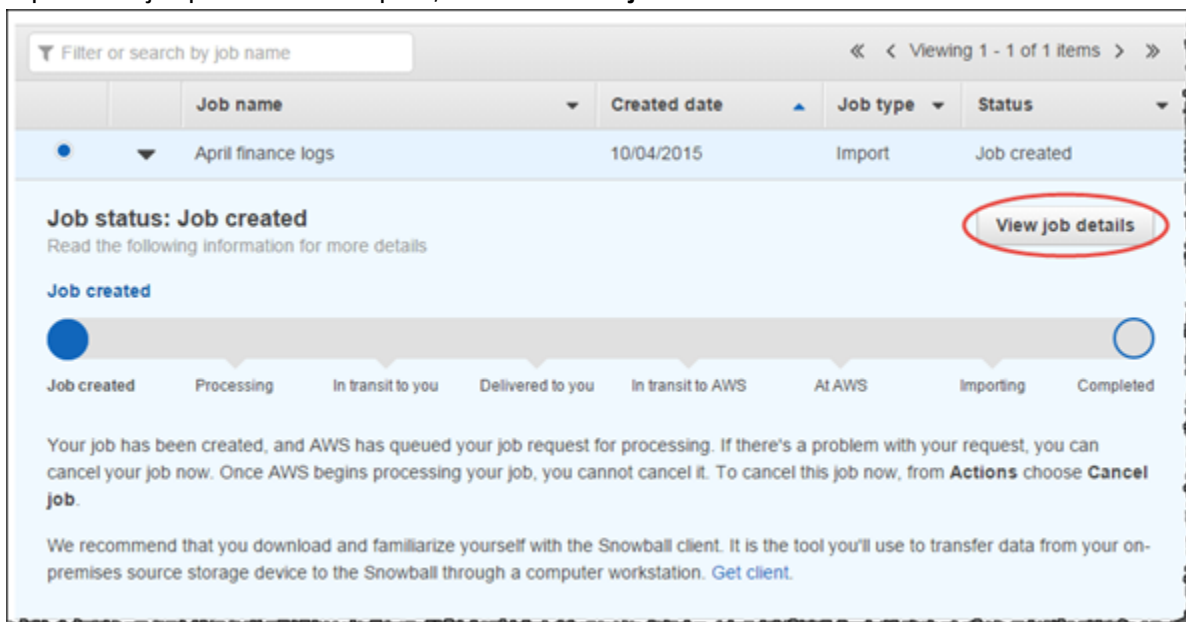 Filter or search by job name
Viewing 1 - 1 of 1 items
Job name Created date Job type Status
April finance logs 10/04/2015 Import Job created
Job status: Job created
View job details
Read the following information for more details
Job created
Job created Processing In transit to you Delivered to you In transit to AWS At AWS Importing Completed
Your job has been created, and AWS has queued your job request for processing. If there's a problem with your request, you can
cancel your job now. Once AWS begins processing your job, you cannot cancel it. To cancel this job now, from Actions choose Cancel
job.
We recommend that you download and familiarize yourself with the Snowball client. It is the tool you'll use to transfer data from your on-
premises source storage device to the Snowball through a computer workstation. Get client.